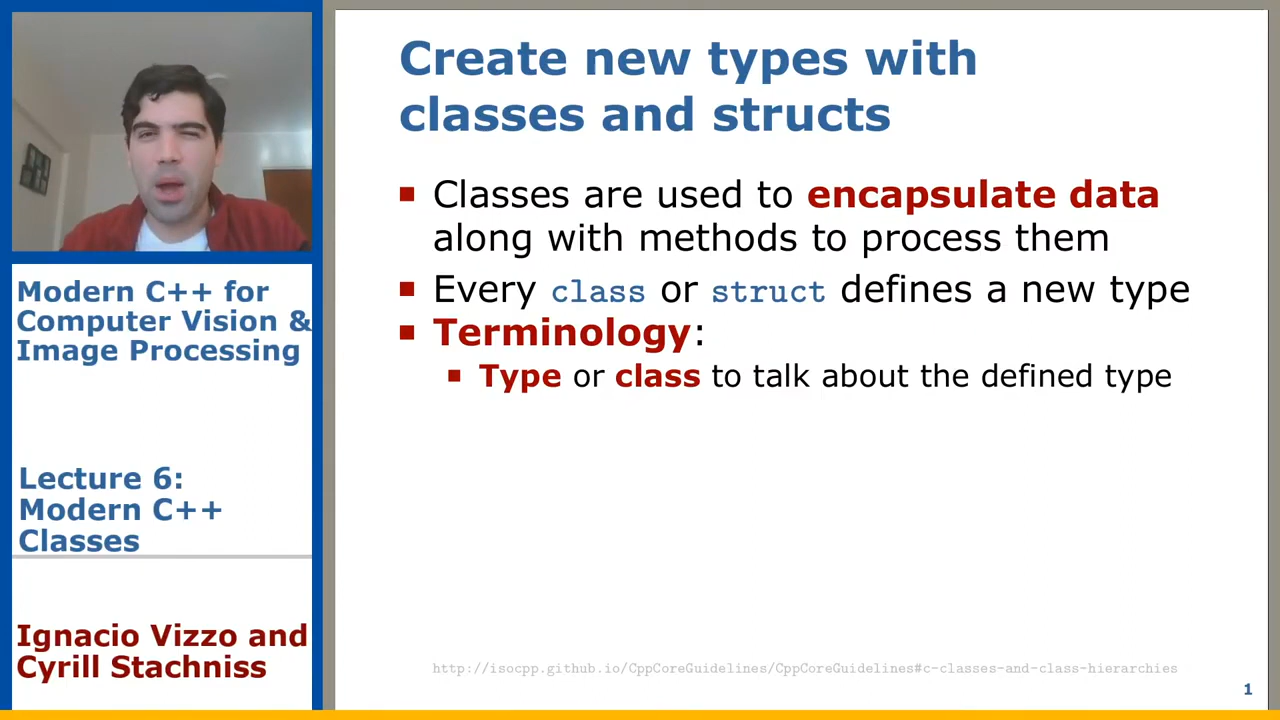 Create new types with
classes and structs
Classes are used to encapsulate data
along with methods to process them
Every class or struct defines a new type
Terminology:
Type or class to talk about the defined type
Modern C++ for
Computer Vision &
Image Processing
Lecture 6:
Modern C++
Classes
Ignacio Vizzo and
Cyrill Stachniss
http://isocpp.github.io/CppCoreGuidelines/CppCoreGuidelines#c-classes-and-class-hierarchies
1